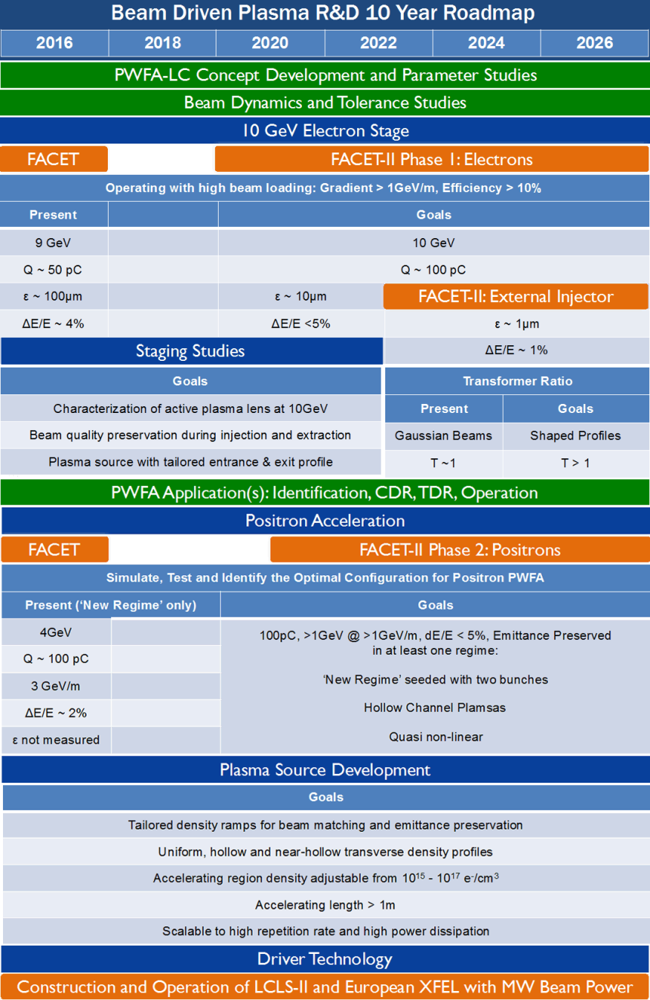 Beam Driven Plasma R&D 10 Year Roadmap
2016 2018 2020 2022 2024 2026
PWFA-LC Concept Development and Parameter Studies
Beam Dynamics and Tolerance Studies
10 GeV Electron Stage
FACET FACET-II Phase 1: Electrons
Operating with high beam loading: Gradient > 1GeV/m, Efficiency > 10%
Present Goals
9 GeV 10 GeV
Q ~ 50 pC Q ~ 100 pC
ε ~ 100μm ε ~ 10μm FACET-II: External Injector
ΔE/E ~ 4% ΔE/E <5% ε ~ 1μm
Staging Studies ΔE/E ~ 1%
Goals Transformer Ratio
Characterization of active plasma lens at 10GeV Present Goals
Beam quality preservation during injection and extraction Gaussian Beams Shaped Profiles
Plasma source with tailored entrance & exit profile T ~1 T > 1
PWFA Application(s): Identification, CDR, TDR, Operation
Positron Acceleration
FACET FACET-II Phase 2: Positrons
Simulate, Test and Identify the Optimal Configuration for Positron PWFA
Present (‘New Regime’ only) Goals
4GeV 100pC, >1GeV @ >1GeV/m, dE/E < 5%, Emittance Preserved
in at least one regime:
Q ~ 100 pC
3 GeV/m ‘New Regime’ seeded with two bunches
ΔE/E ~ 2% Hollow Channel Plamsas
ε not measured Quasi non-linear
Plasma Source Development
Goals
Tailored density ramps for beam matching and emittance preservation
Uniform, hollow and near-hollow transverse density profiles
Accelerating region density adjustable from 10¹⁵ - 10¹⁷ e⁻/cm³
Accelerating length > 1m
Scalable to high repetition rate and high power dissipation
Driver Technology
Construction and Operation of LCLS-II and European XFEL with MW Beam Power